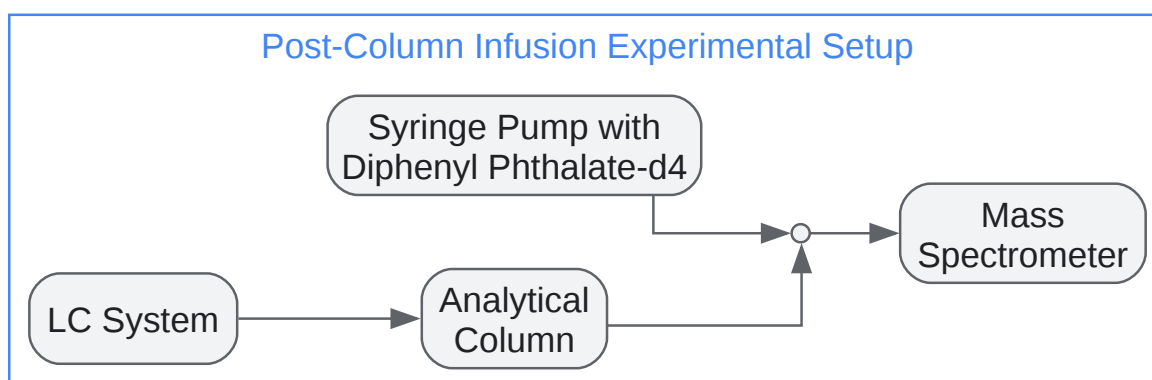 Post-Column Infusion Experimental Setup
Syringe Pump with
Diphenyl Phthalate-d4
Mass
Spectrometer
LC System
Analytical
Column